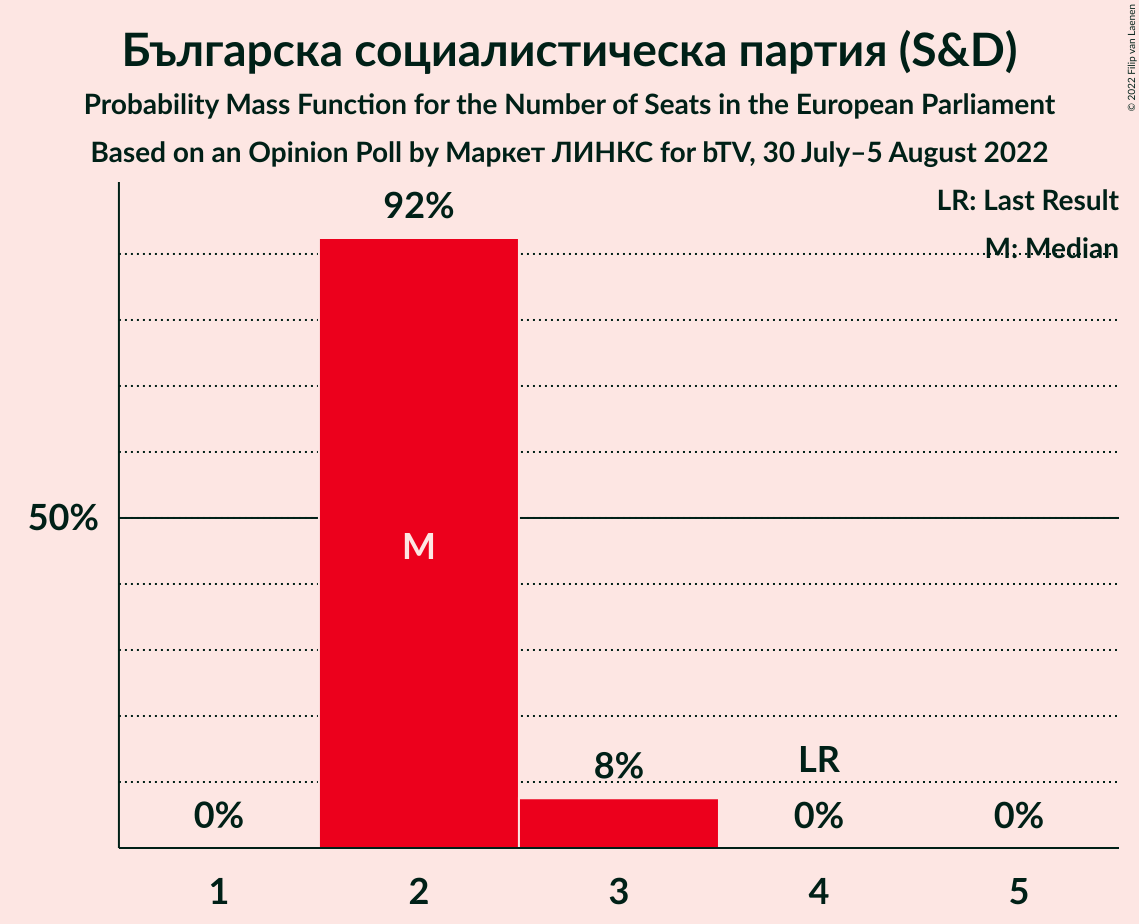 Българска социалистическа партия (S&D)
Probability Mass Function for the Number of Seats in the European Parliament
Based on an Opinion Poll by Маркет ЛИНКС for bTV, 30 July–5 August 2022
© 2022 Filip van Laenen
LR: Last Result
M: Median
92%
50%
M
8%
LR
0%
0%
0%
1
2
3
4
5